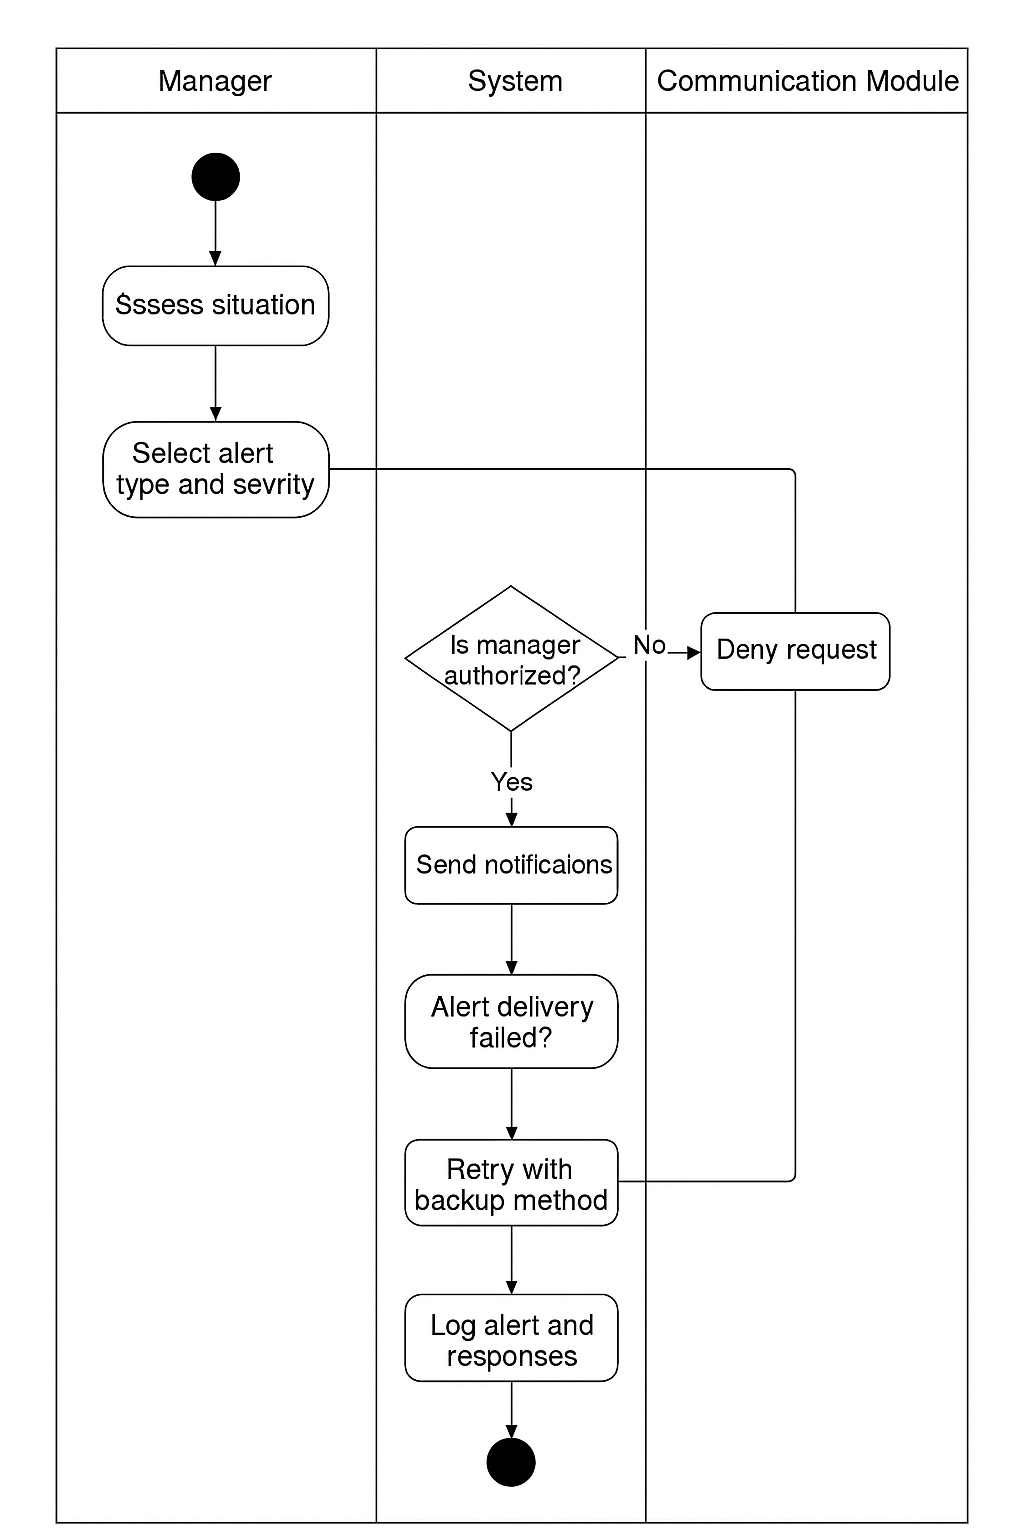 Manager
System
Communication Module
Sssess situation
Select alert
type and sevrity
Is manager
authorized?
No
Deny request
Yes
Send notificaions
Alert delivery
failed?
Retry with
backup method
Log alert and
responses